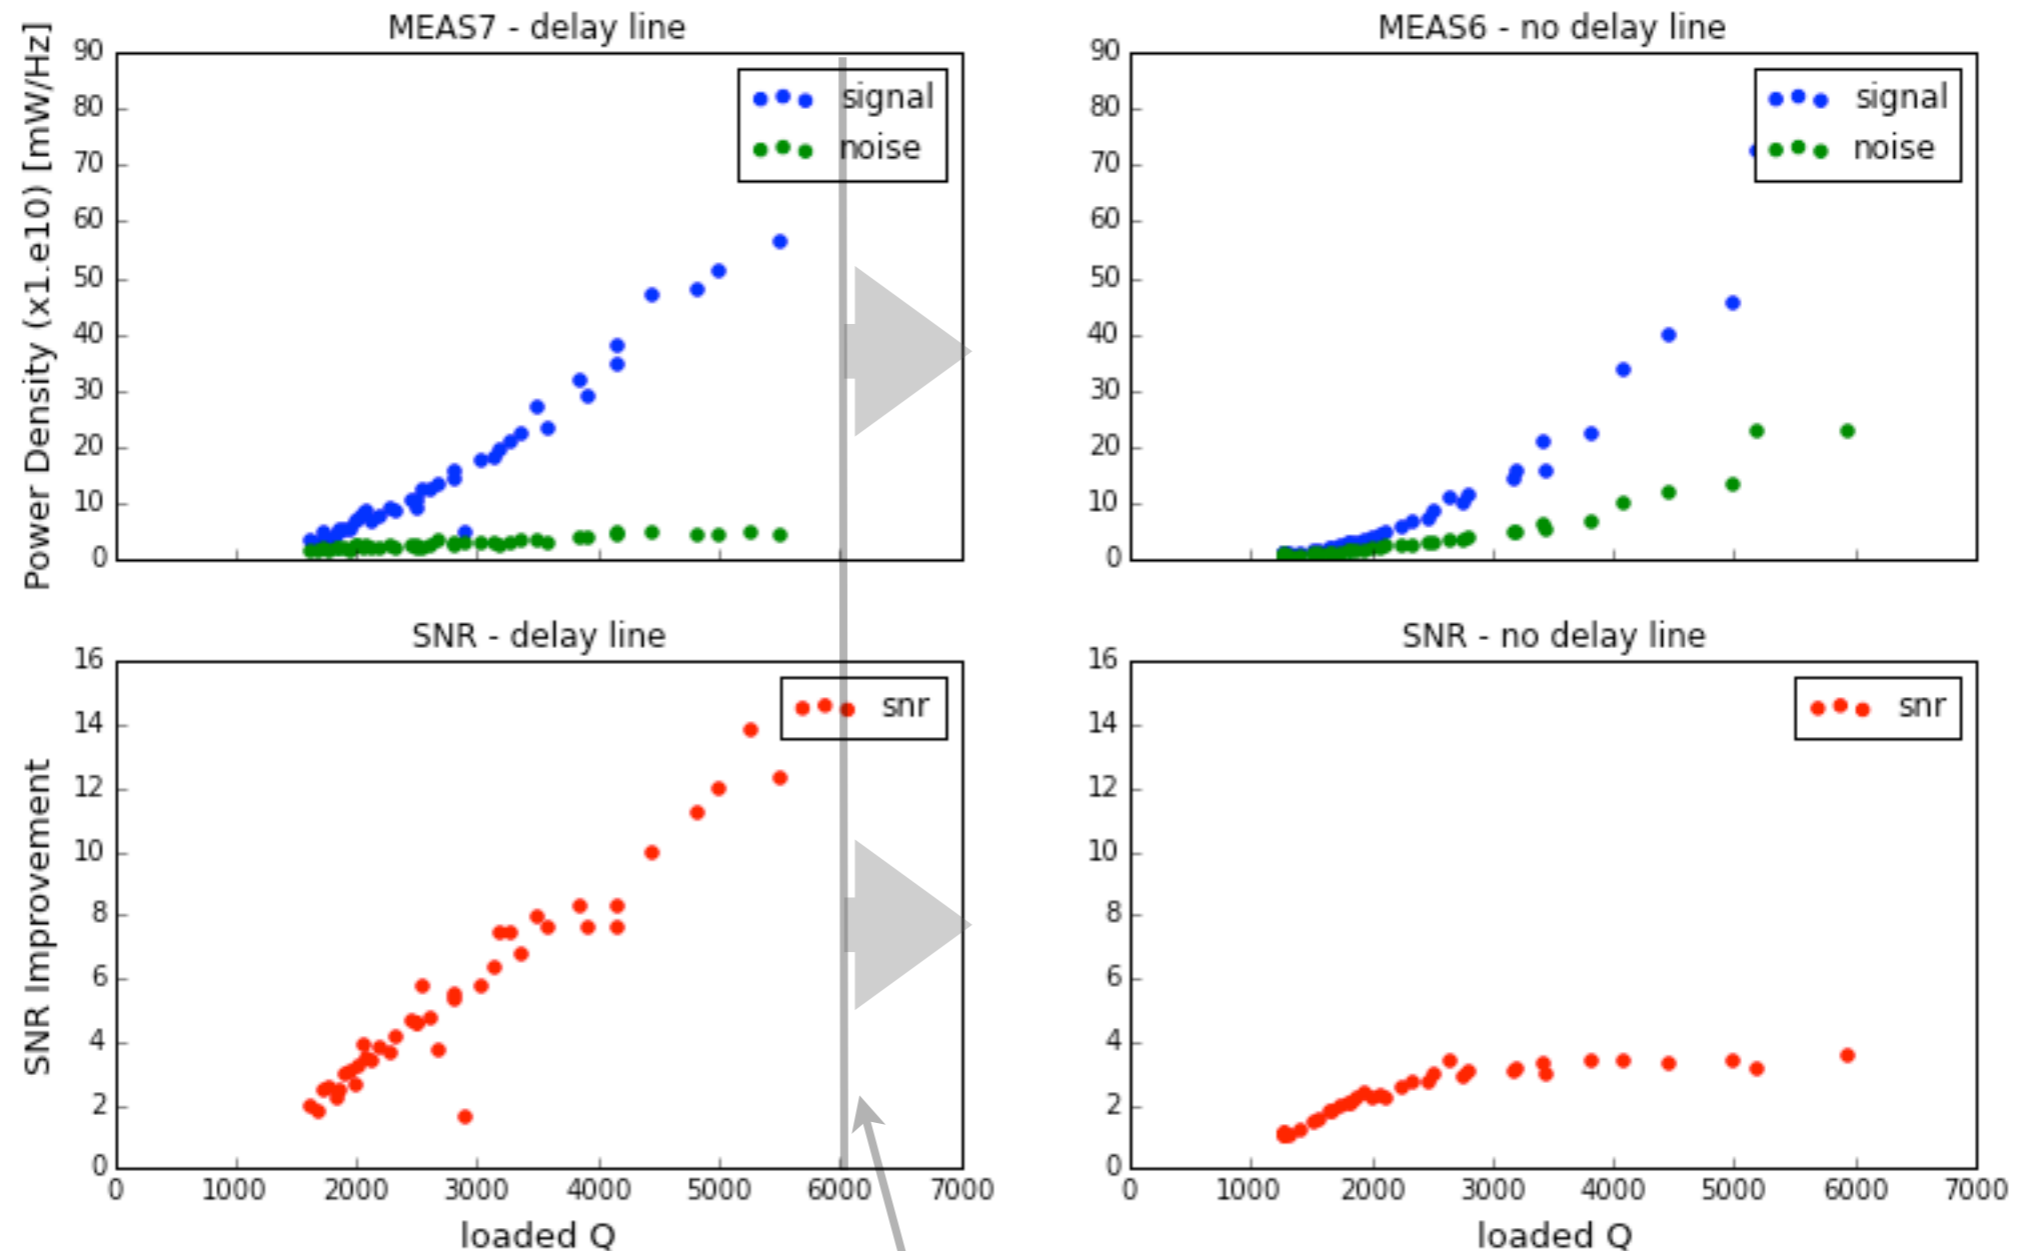 MEAS7 - delay line
Power Density (x1.e10) [mW/Hz]
90
80
70
60
50
40
30
20
10
0
signal
noise
MEAS6 - no delay line
90
80
70
60
50
40
30
20
10
0
signal
noise
SNR - delay line
SNR Improvement
16
14
12
10
8
6
4
2
0
snr
0 1000 2000 3000 4000 5000 6000 7000
loaded Q
SNR - no delay line
16
14
12
10
8
6
4
2
0
snr
0 1000 2000 3000 4000 5000 6000 7000
loaded Q